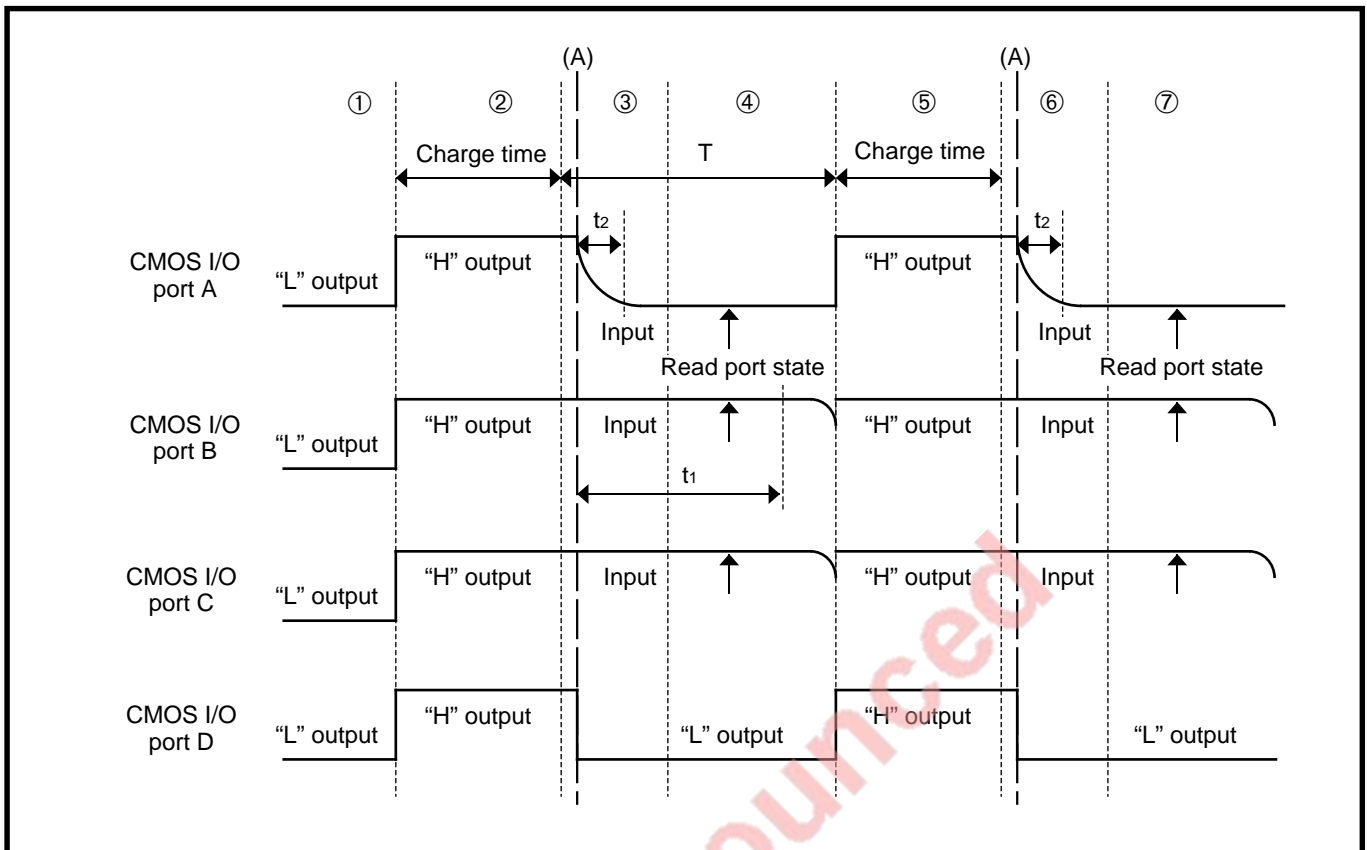 (A) (A)
① ② ③ ④ ⑤ ⑥ ⑦
Charge time T Charge time
t2 t2
CMOS I/O
port A
“L” output “H” output “H” output
Input Input
Read port state Read port state
CMOS I/O
port B
“L” output “H” output Input “H” output Input
t1
CMOS I/O
port C
“L” output “H” output Input “H” output Input
CMOS I/O
port D
“L” output “H” output “L” output “H” output “L” output
ounced